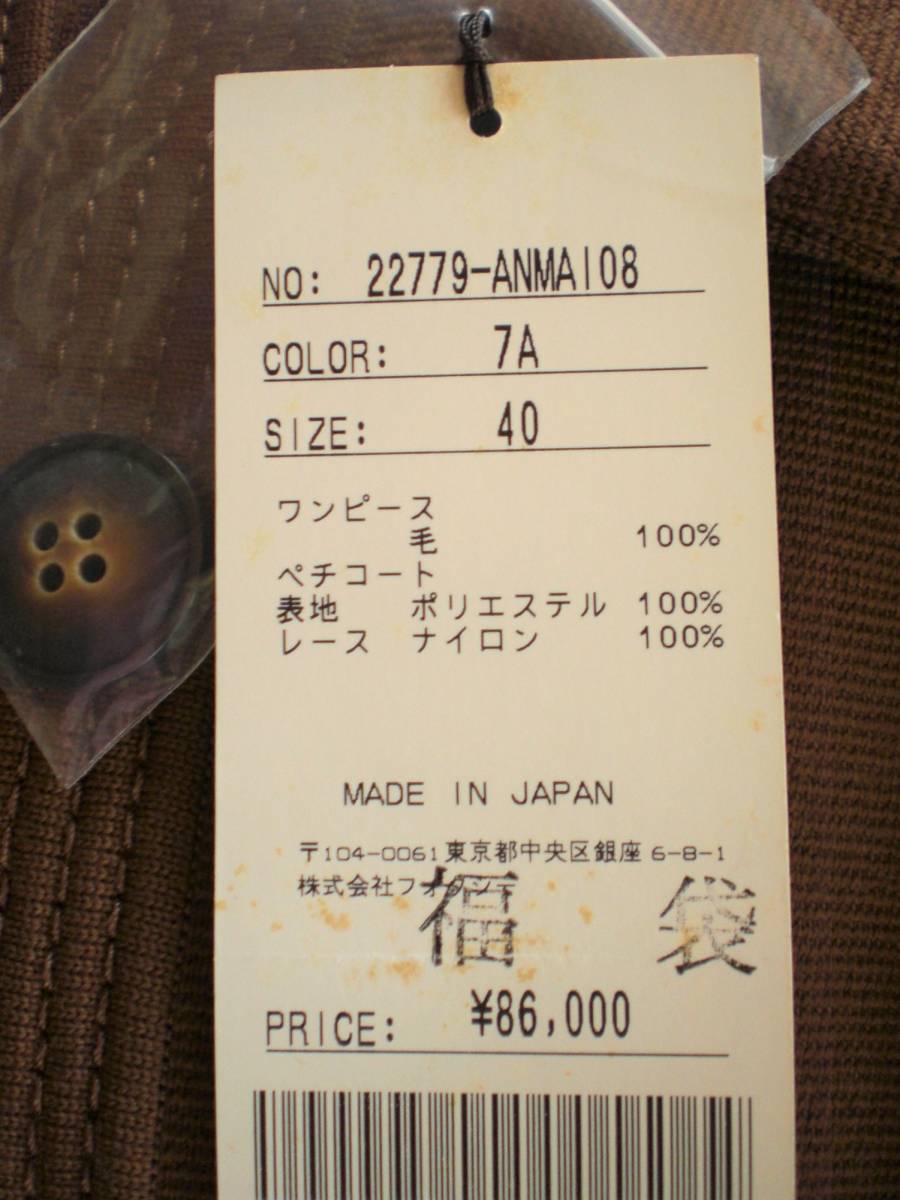 NO: 22779-ANMAI08
COLOR: 7A
SIZE: 40
ワンピース
毛 100%
ペチコート
表地 ポリエステル 100%
レース ナイロン 100%
MADE IN JAPAN
〒104-0061 東京都中央区銀座 6-8-1
株式会社
福袋
PRICE: ¥86,000